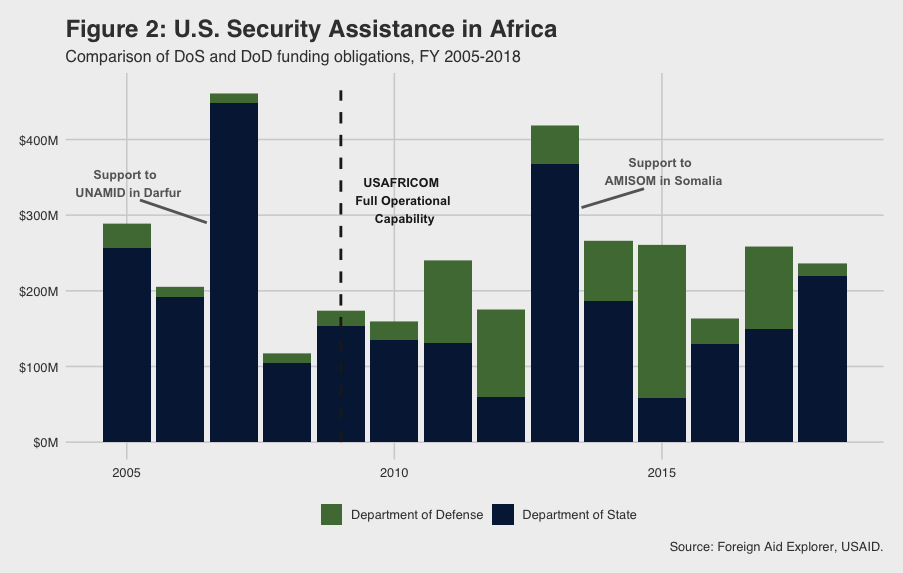 Figure 2: U.S. Security Assistance in Africa
Comparison of DoS and DoD funding obligations, FY 2005-2018
$400M
$300M
$200M
$100M
$0M
Support to
UNAMID in Darfur
USAFRICOM
Full Operational
Capability
Support to
AMISOM in Somalia
2005
2010
2015
Department of Defense
Department of State
Source: Foreign Aid Explorer, USAID.